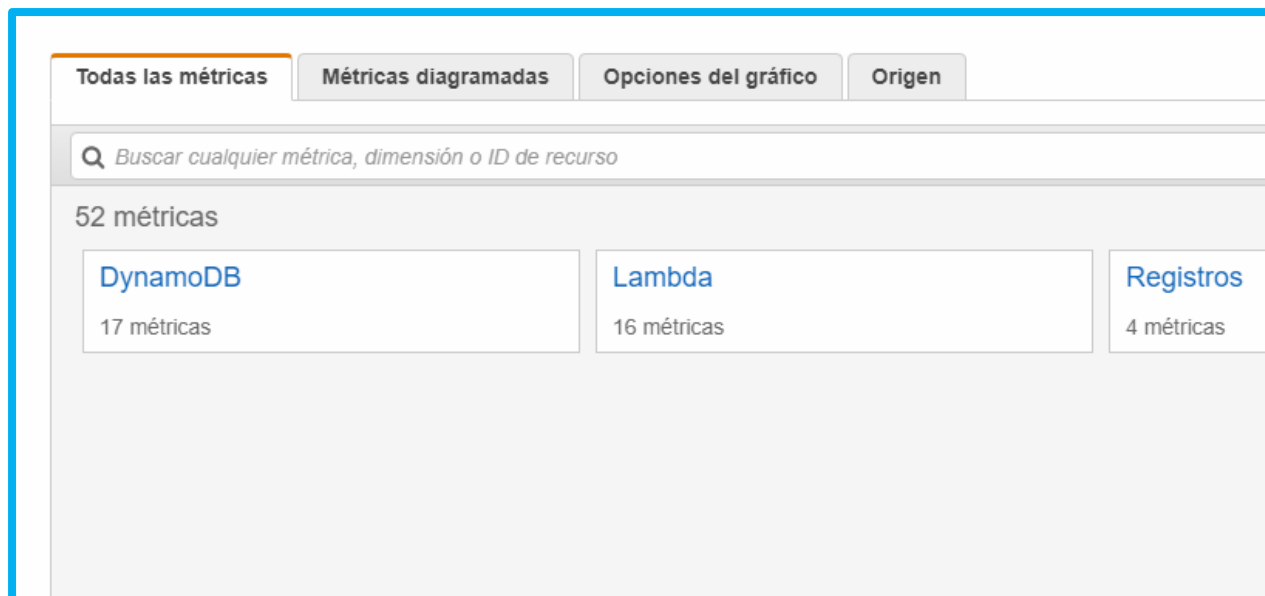 Todas las métricas Métricas diagramadas Opciones del gráfico Origen
Buscar cualquier métrica, dimensión o ID de recurso
52 métricas
DynamoDB Lambda Registros
17 métricas 16 métricas 4 métricas